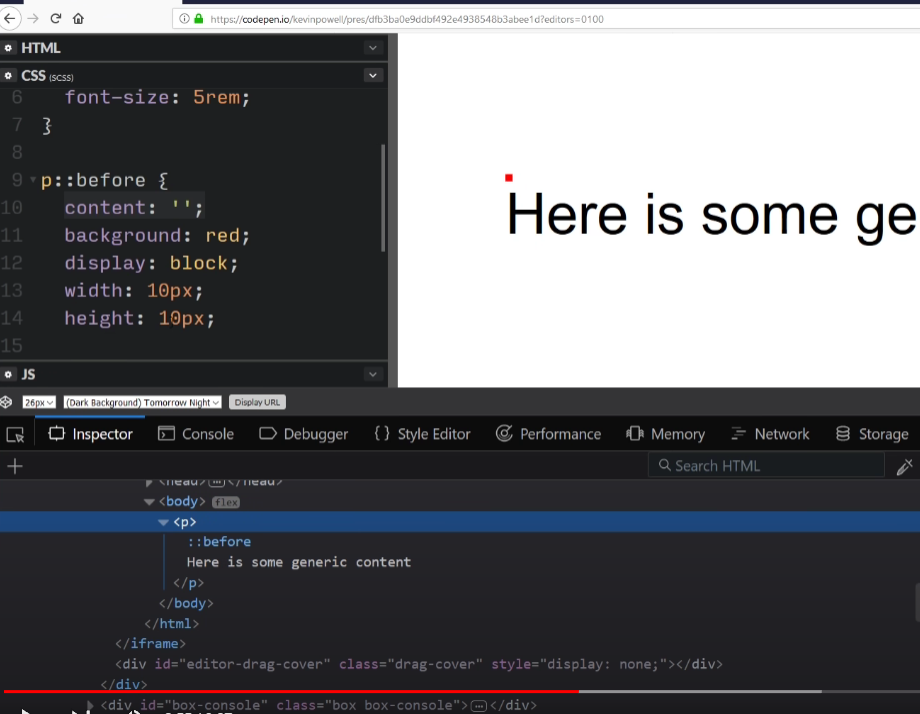 https://codepen.io/kevinpowell/pres/dfb3ba0e9ddbf492e4938548b3abee1d?editors=0100
HTML
CSS (SCSS)
6 font-size: 5rem;
7 }
8
9 p::before {
10 content: '';
11 background: red;
12 display: block;
13 width: 10px;
14 height: 10px;
15
Here is some ge
JS
26px (Dark Background) Tomorrow Night Display URL
Inspector Console Debugger {} Style Editor Performance Memory Network Storage
+ Search HTML
<head> </head>
<body> flex
<p>
::before
Here is some generic content
</p>
</body>
</html>
</iframe>
<div id="editor-drag-cover" class="drag-cover" style="display: none;"></div>
</div>
<div id="box-console" class="box box-console"> </div>